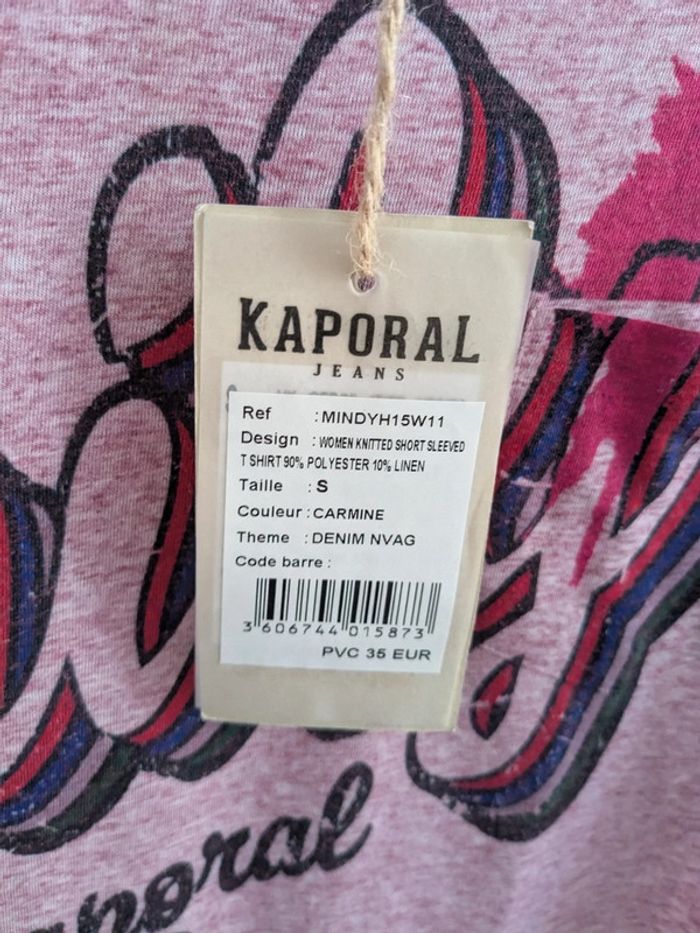 KAPORAL
JEANS
Ref : MINDYH15W11
Design : WOMEN KNITTED SHORT SLEEVED
T SHIRT 90% POLYESTER 10% LINEN
Taille : S
Couleur : CARMINE
Theme : DENIM NVAG
Code barre :
3 606744 015873
PVC 35 EUR
aporal